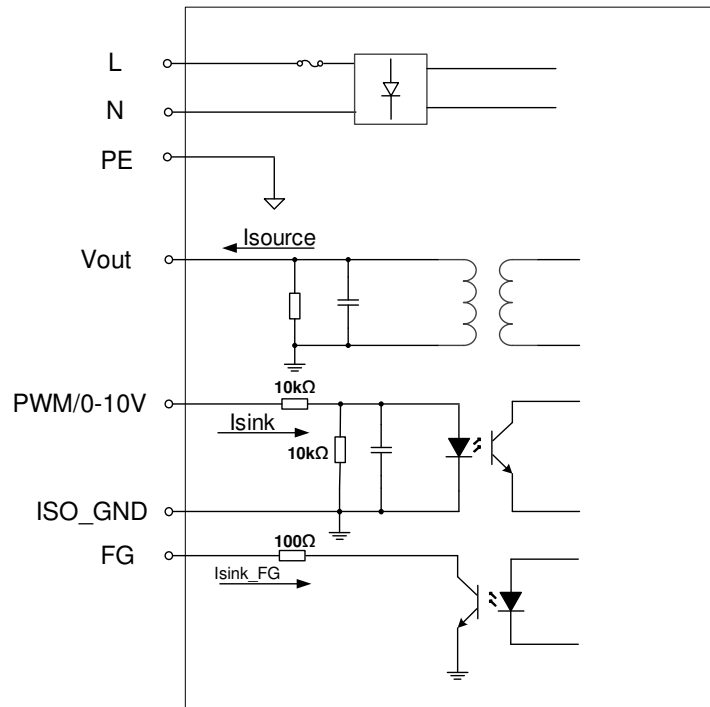 L
N
PE
Isource
Vout
10kΩ
PWM/0-10V
Isink
10kΩ
ISO_GND
100Ω
FG
Isink_FG